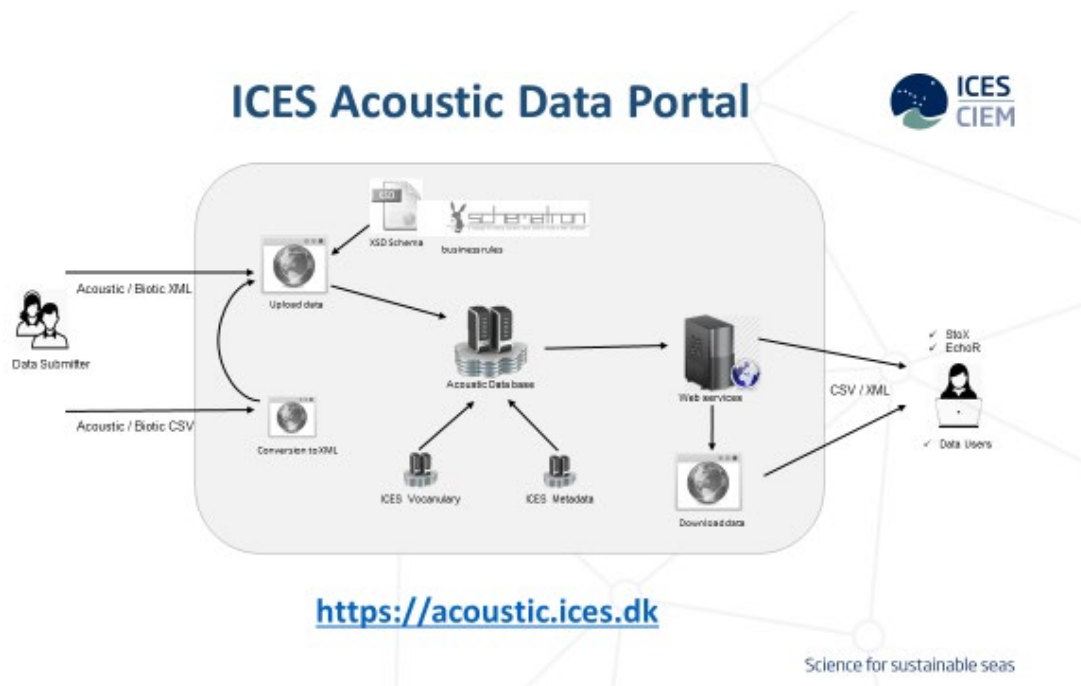 ICES Acoustic Data Portal
ICES
CIEM
XSD
schematron
XSD Schema
business rules
Acoustic / Biotic XML
Upload data
Data Submitter
Acoustic / Biotic CSV
Conversion to XML
Acoustic Database
ICES Vocanulary
ICES Metadata
Web services
Download data
✓ StoX
✓ EchoR
CSV / XML
✓ Data Users
https://acoustic.ices.dk
Science for sustainable seas